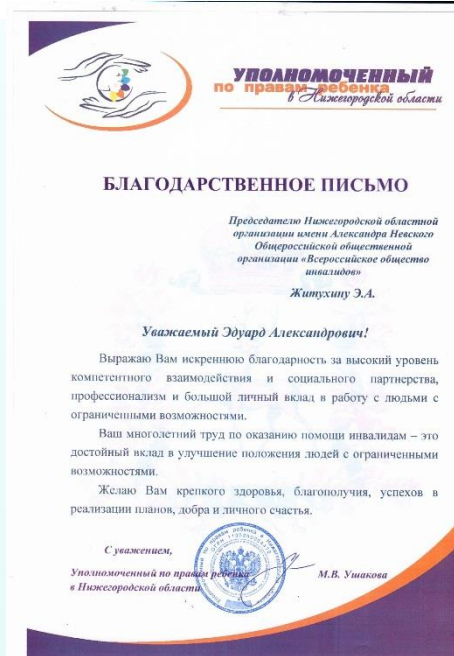 УПОЛНОМОЧЕННЫЙ
по правам ребенка
в Нижегородской области
БЛАГОДАРСТВЕННОЕ ПИСЬМО
Председателю Нижегородской областной
организации имени Александра Невского
Общероссийской общественной
организации «Всероссийское общество
инвалидов»
Житухину Э.А.
Уважаемый Эдуард Александрович!
Выражаю Вам искреннюю благодарность за высокий уровень
компетентного взаимодействия и социального партнерства,
профессионализм и большой личный вклад в работу с людьми с
ограниченными возможностями.
Ваш многолетний труд по оказанию помощи инвалидам – это
достойный вклад в улучшение положения людей с ограниченными
возможностями.
Желаю Вам крепкого здоровья, благополучия, успехов в
реализации планов, добра и личного счастья.
С уважением,
Уполномоченный по правам ребенка М.В. Ушакова
в Нижегородской области